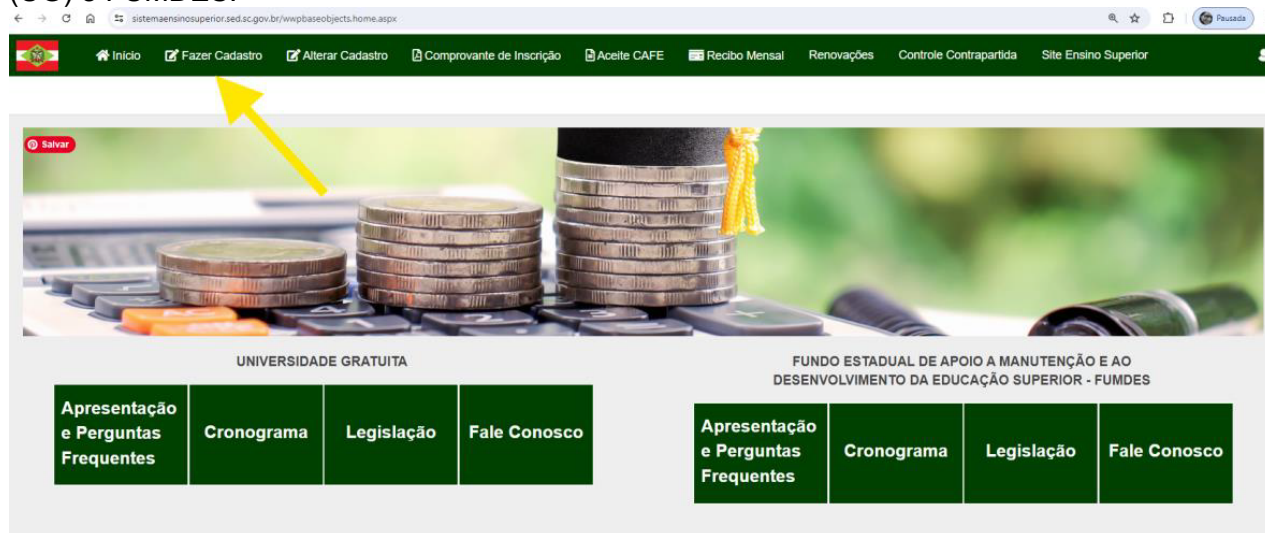 sistemaensinosuperior.sed.sc.gov.br/wwpbaseobjects.home.aspx
Pausada
Início Fazer Cadastro Alterar Cadastro Comprovante de Inscrição Aceite CAFE Recibo Mensal Renovações Controle Contrapartida Site Ensino Superior
Salvar
UNIVERSIDADE GRATUITA
Apresentação
e Perguntas
Frequentes
Cronograma
Legislação
Fale Conosco
FUNDO ESTADUAL DE APOIO A MANUTENÇÃO E AO
DESENVOLVIMENTO DA EDUCAÇÃO SUPERIOR - FUMDES
Apresentação
e Perguntas
Frequentes
Cronograma
Legislação
Fale Conosco